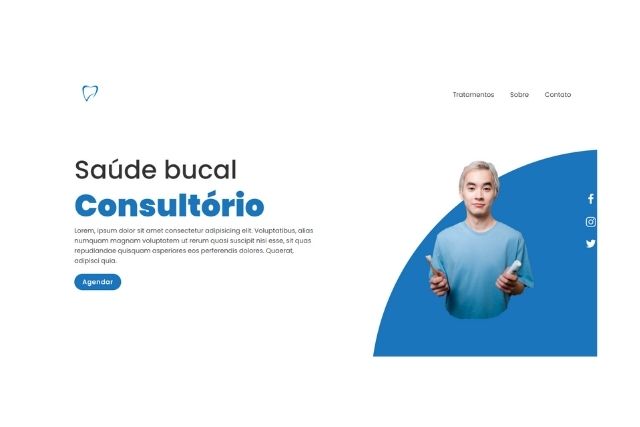 Tratamentos Sobre Contato
Saúde bucal
Consultório
Lorem, ipsum dolor sit amet consectetur adipisicing elit. Voluptatibus, alias
numquam magnam voluptatem ut rerum quasi suscipit nisi esse, sit quas
repudiandae quisquam asperiores eos perferendis dolores. Quaerat,
adipisci quia.
Agendar